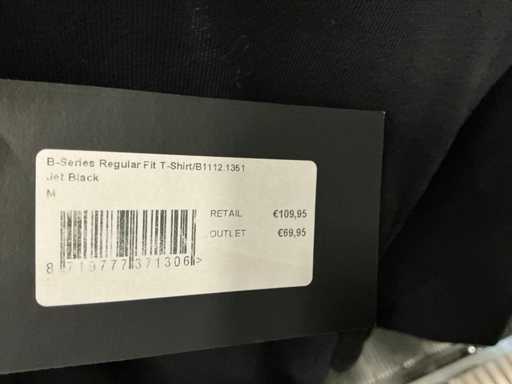 B-Series Regular Fit T-Shirt/B1112.1351
Jet Black
M
RETAIL €109,95
OUTLET €69,95
8 719777 371306 >